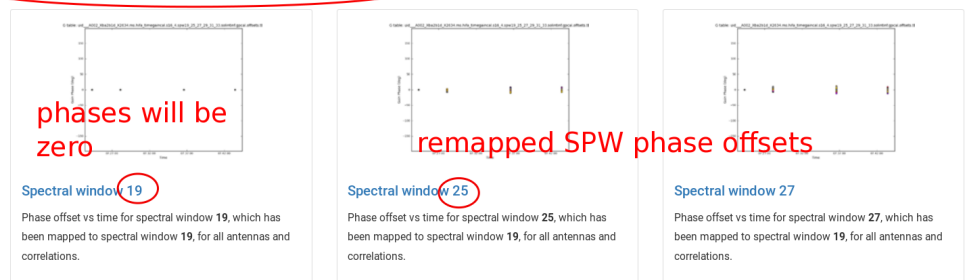 phases will be
zero
remapped SPW phase offsets
Spectral window 19
Phase offset vs time for spectral window 19, which has
been mapped to spectral window 19, for all antennas and
correlations.
Spectral window 25
Phase offset vs time for spectral window 25, which has
been mapped to spectral window 19, for all antennas and
correlations.
Spectral window 27
Phase offset vs time for spectral window 27, which has
been mapped to spectral window 19, for all antennas and
correlations.